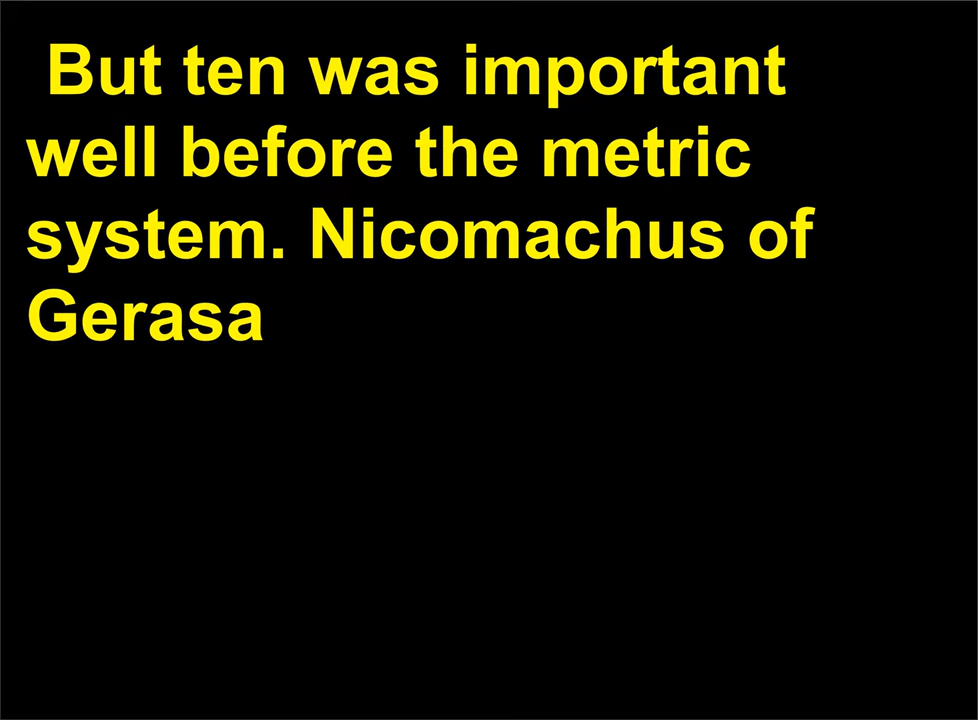 But ten was important
well before the metric
system. Nicomachus of
Gerasa